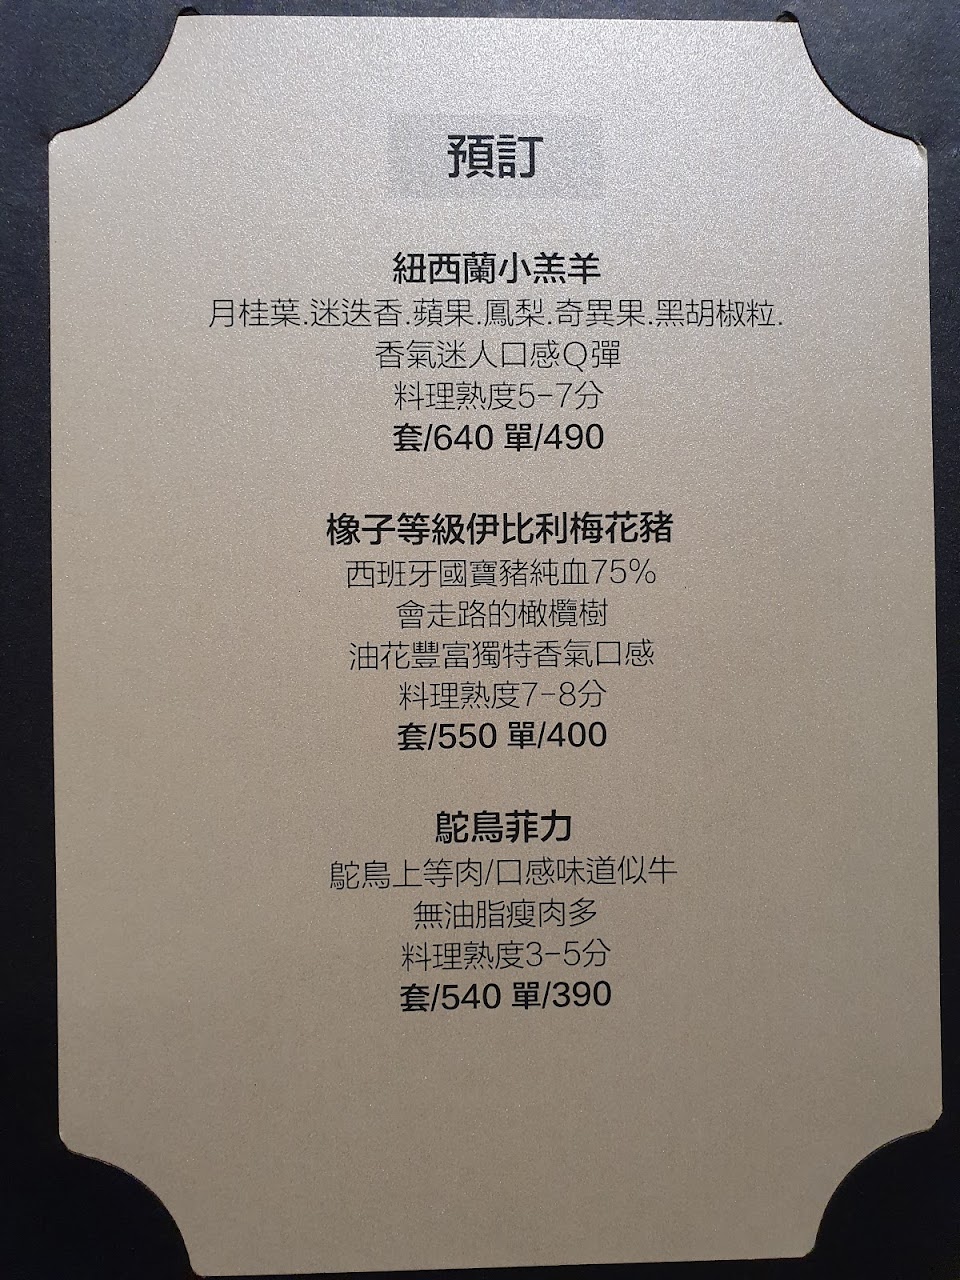 預訂
紐西蘭小羔羊
月桂葉.迷迭香.蘋果.鳳梨.奇異果.黑胡椒粒.
香氣迷人口感Q彈
料理熟度5-7分
套/640 單/490
橡子等級伊比利梅花豬
西班牙國寶豬純血75%
會走路的橄欖樹
油花豐富獨特香氣口感
料理熟度7-8分
套/550 單/400
鴕鳥菲力
鴕鳥上等肉/口感味道似牛
無油脂瘦肉多
料理熟度3-5分
套/540 單/390